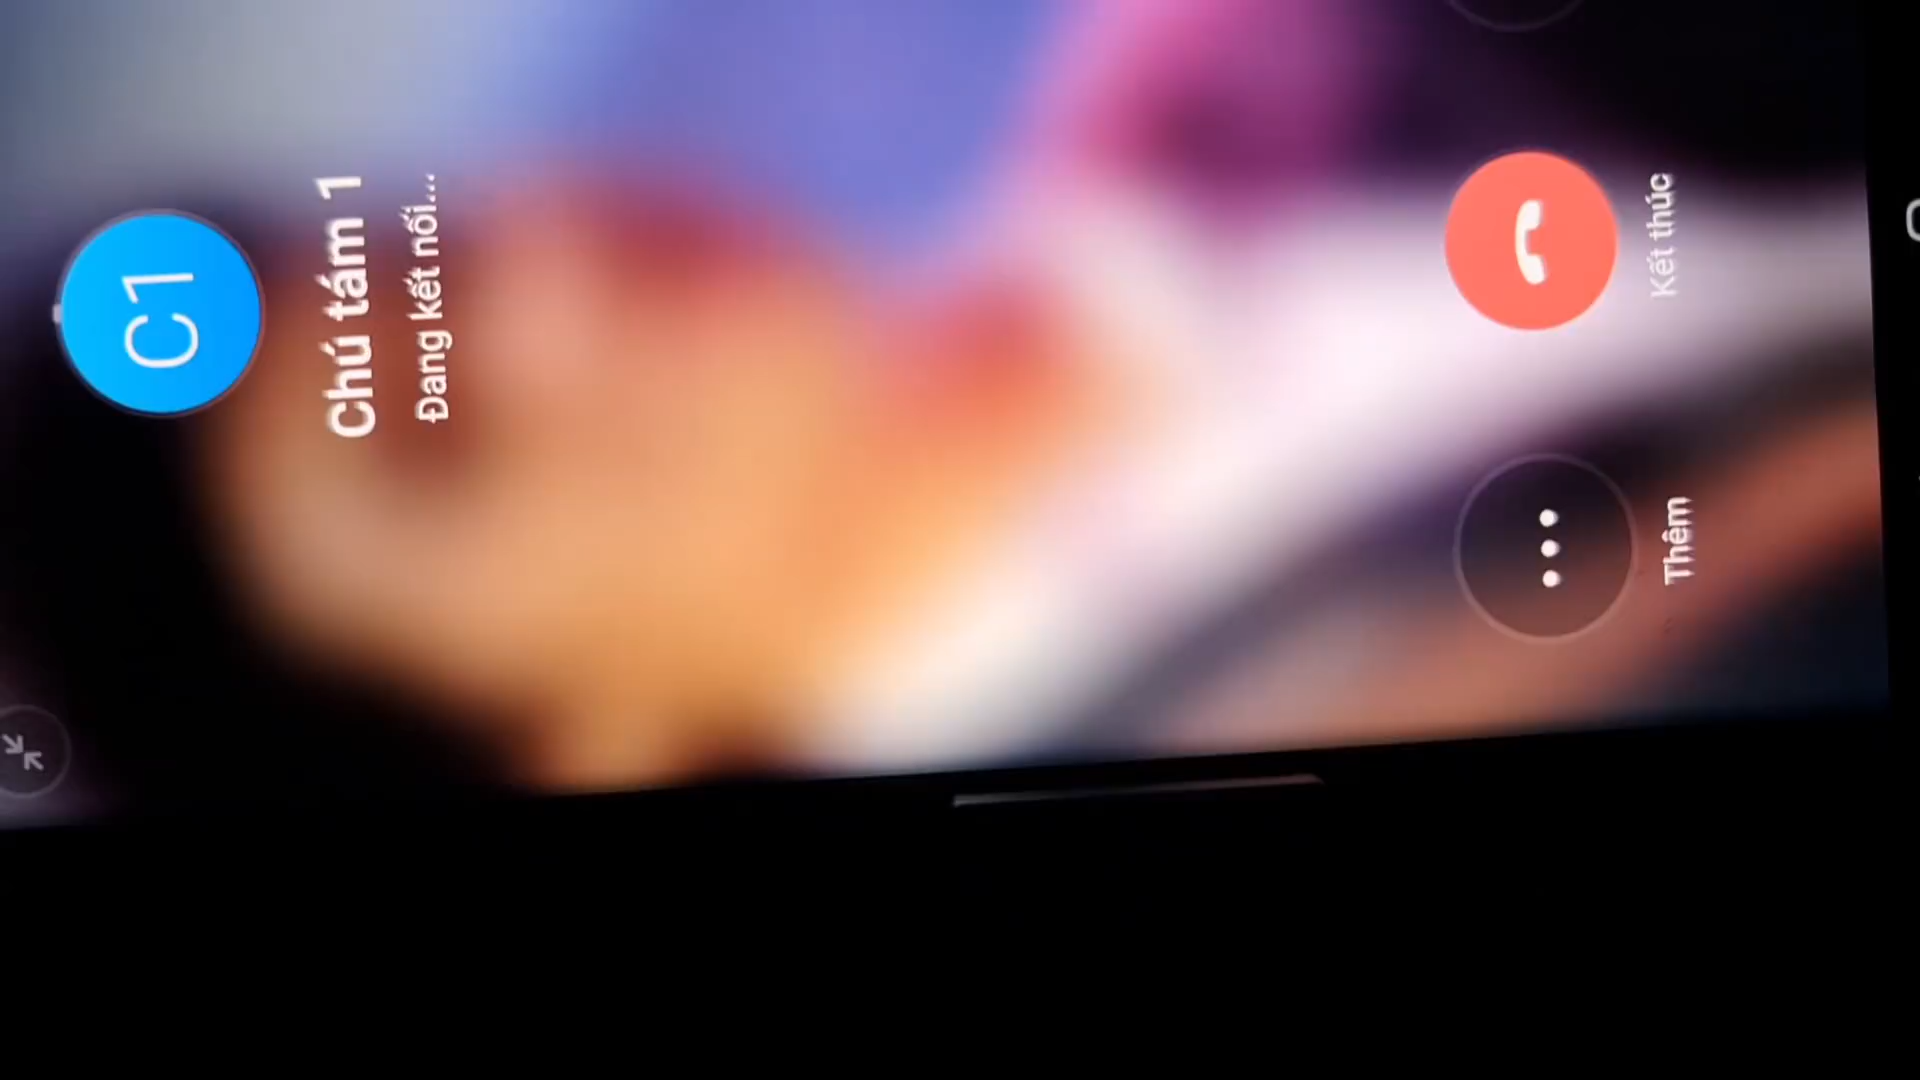 C1
Chú tám 1
Đang kết nối...
Kết thúc
Thêm